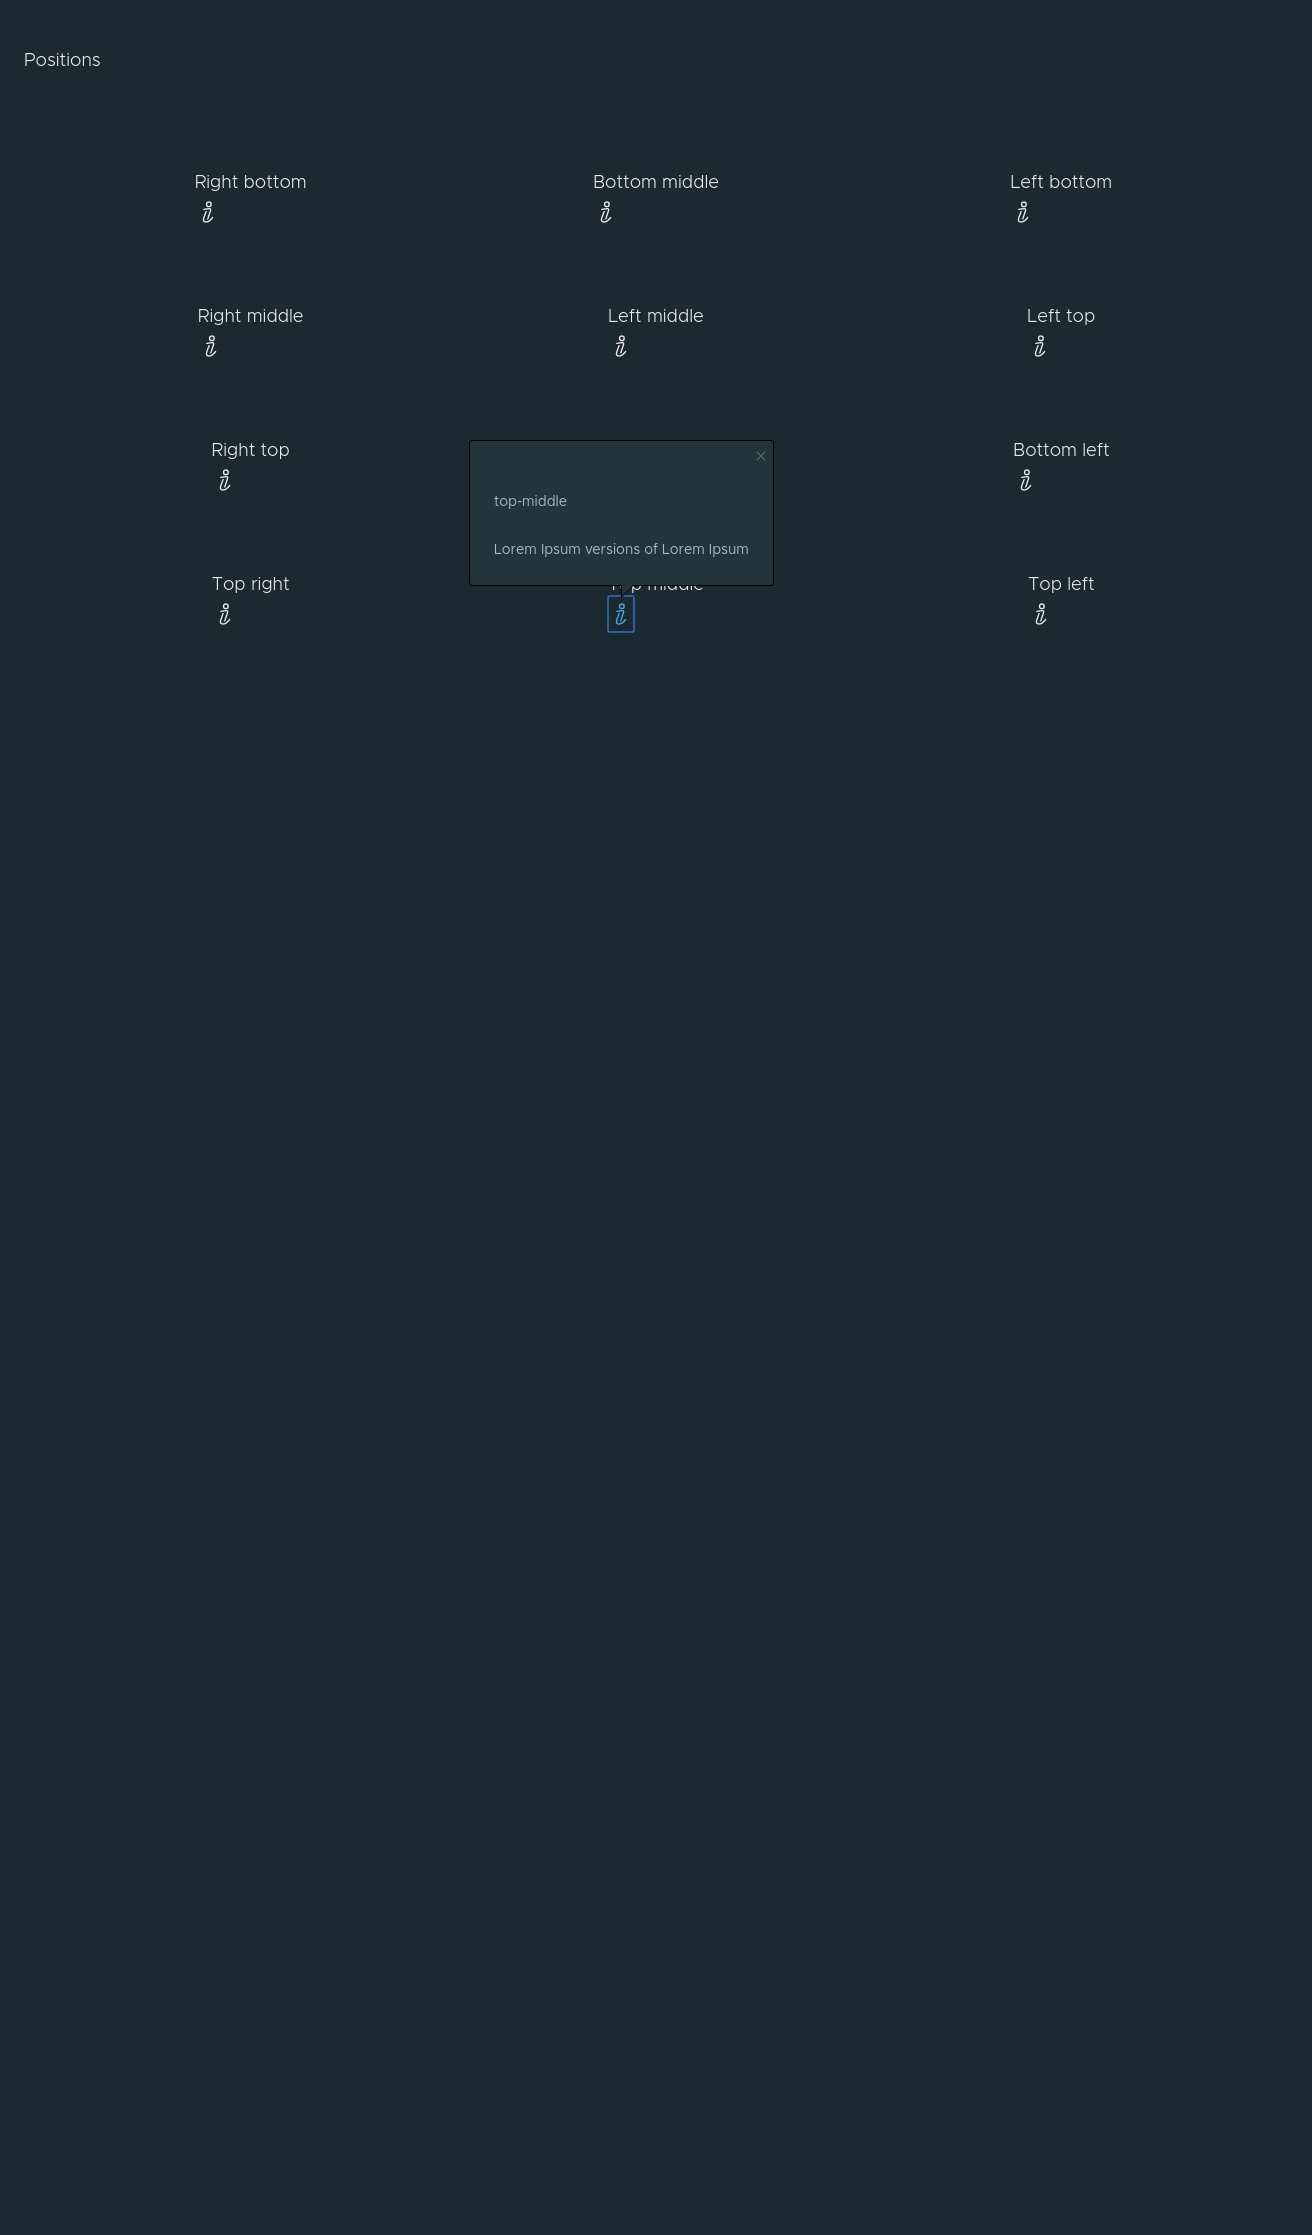 Positions
Right bottom
Bottom middle
Left bottom
Right middle
Left middle
Left top
Right top
Bottom left
top-middle
Lorem Ipsum versions of Lorem Ipsum
Top right
Top middle
Top left